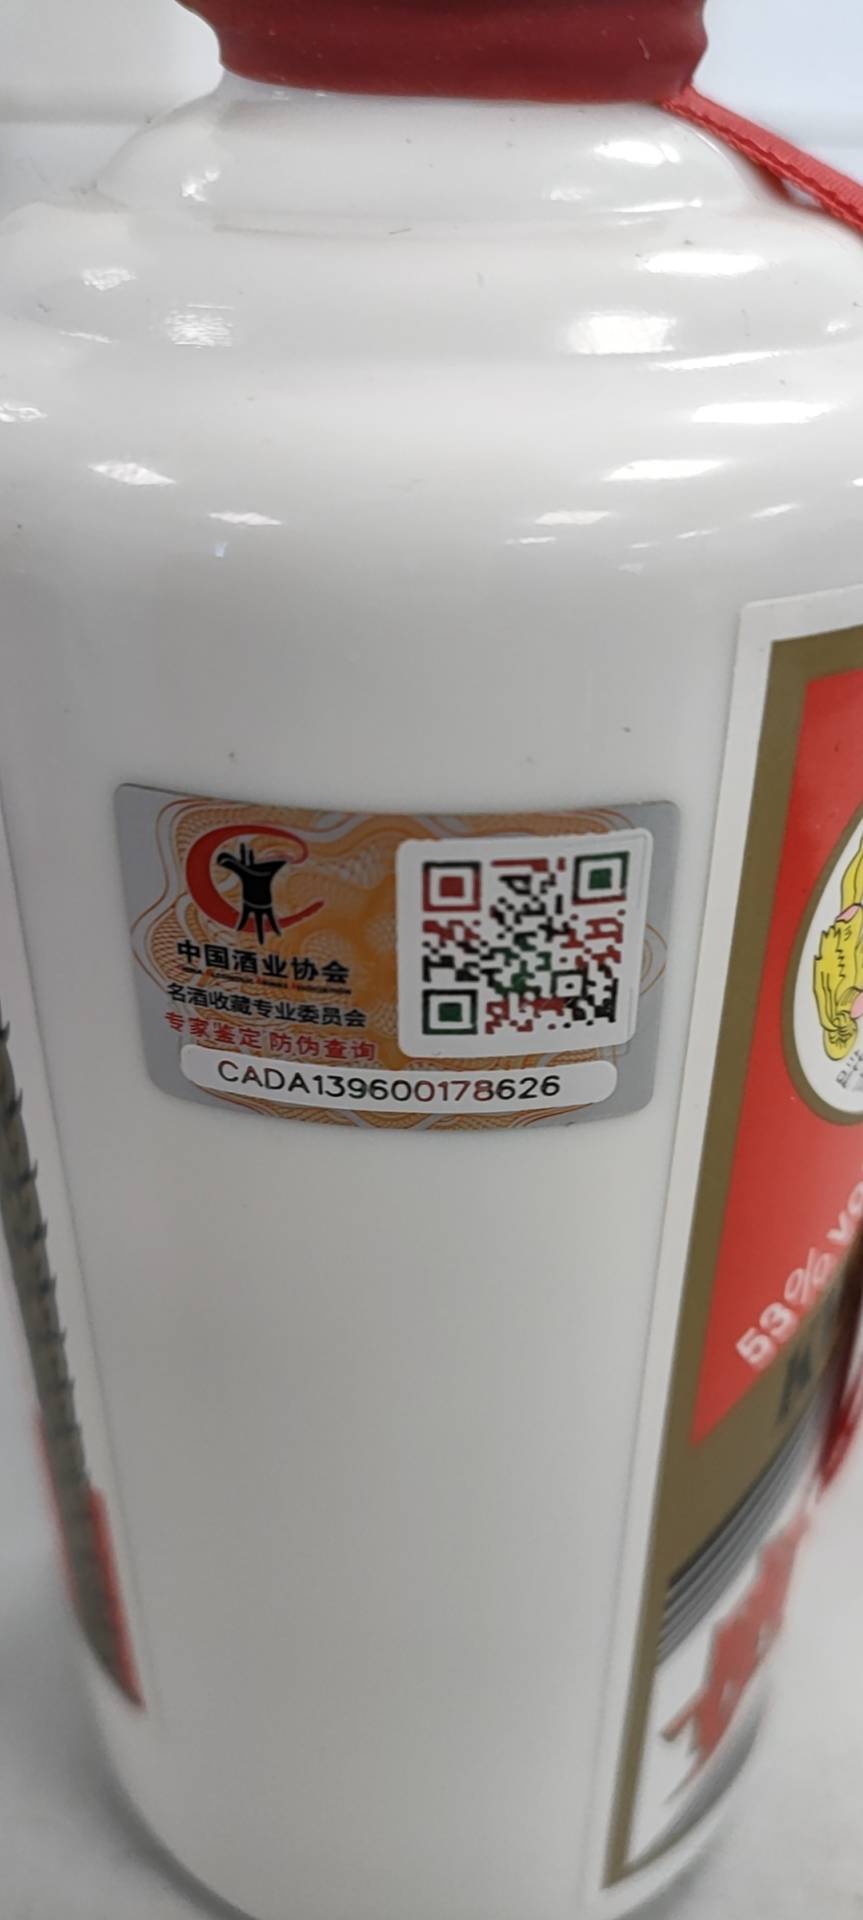 中国酒业协会
名酒收藏专业委员会
专家鉴定 防伪查询
CADA139600178626
53%